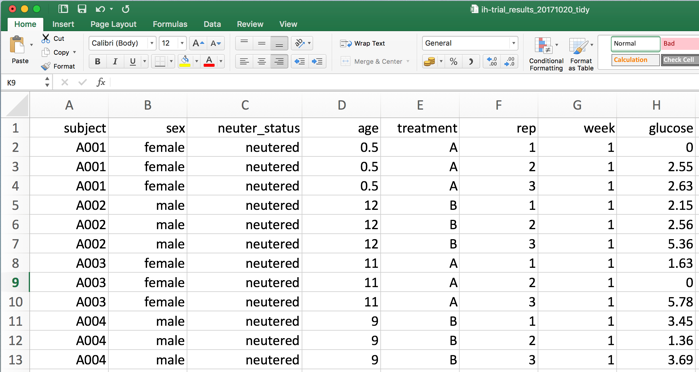 ih-trial_results_20171020_tidy
Home Insert Page Layout Formulas Data Review View
Paste Cut Copy Format
Calibri (Body) 12 A A
B I U A
Wrap Text
Merge & Center
General
% )
Conditional Formatting
Format as Table
Normal Bad
Calculation Check Cell
K9 fx
A B C D E F G H
1 subject sex neuter_status age treatment rep week glucose
2 A001 female neutered 0.5 A 1 1 0
3 A001 female neutered 0.5 A 2 1 2.55
4 A001 female neutered 0.5 A 3 1 2.63
5 A002 male neutered 12 B 1 1 2.15
6 A002 male neutered 12 B 2 1 2.56
7 A002 male neutered 12 B 3 1 5.36
8 A003 female neutered 11 A 1 1 1.63
9 A003 female neutered 11 A 2 1 0
10 A003 female neutered 11 A 3 1 5.78
11 A004 male neutered 9 B 1 1 3.45
12 A004 male neutered 9 B 2 1 1.36
13 A004 male neutered 9 B 3 1 3.69